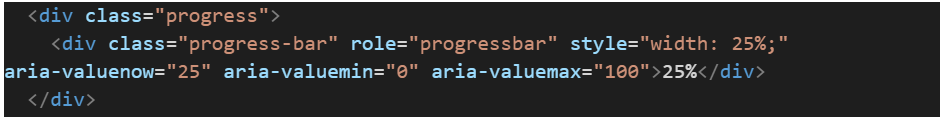 <div class="progress">
<div class="progress-bar" role="progressbar" style="width: 25%;"
aria-valuenow="25" aria-valuemin="0" aria-valuemax="100">25%</div>
</div>